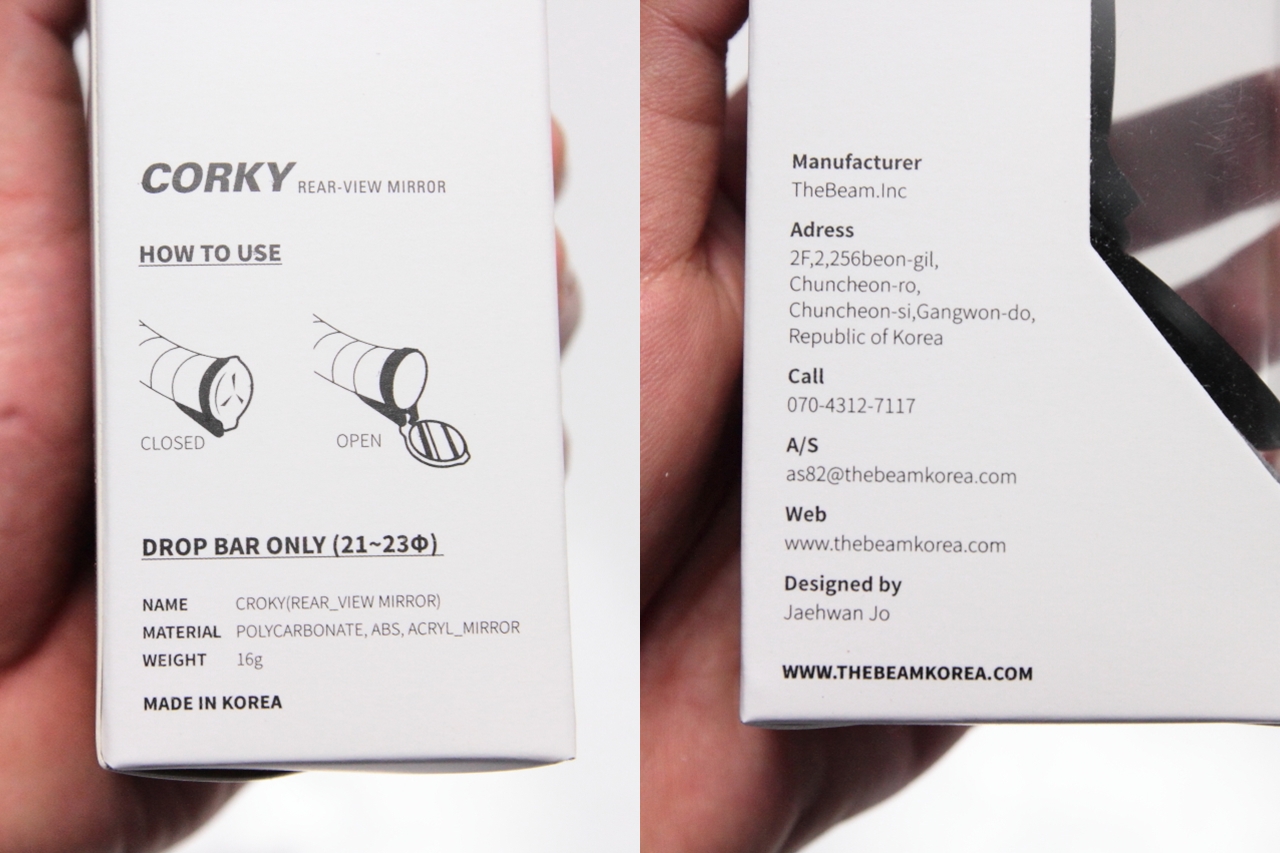 CORKY REAR-VIEW MIRROR
HOW TO USE
CLOSED
OPEN
DROP BAR ONLY (21~23Φ)
NAME CROKY(REAR_VIEW MIRROR)
MATERIAL POLYCARBONATE, ABS, ACRYL_MIRROR
WEIGHT 16g
MADE IN KOREA
Manufacturer
TheBeam.Inc
Adress
2F,2,256beon-gil,
Chuncheon-ro,
Chuncheon-si,Gangwon-do,
Republic of Korea
Call
070-4312-7117
A/S
as82@thebeamkorea.com
Web
www.thebeamkorea.com
Designed by
Jaehwan Jo
WWW.THEBEAMKOREA.COM